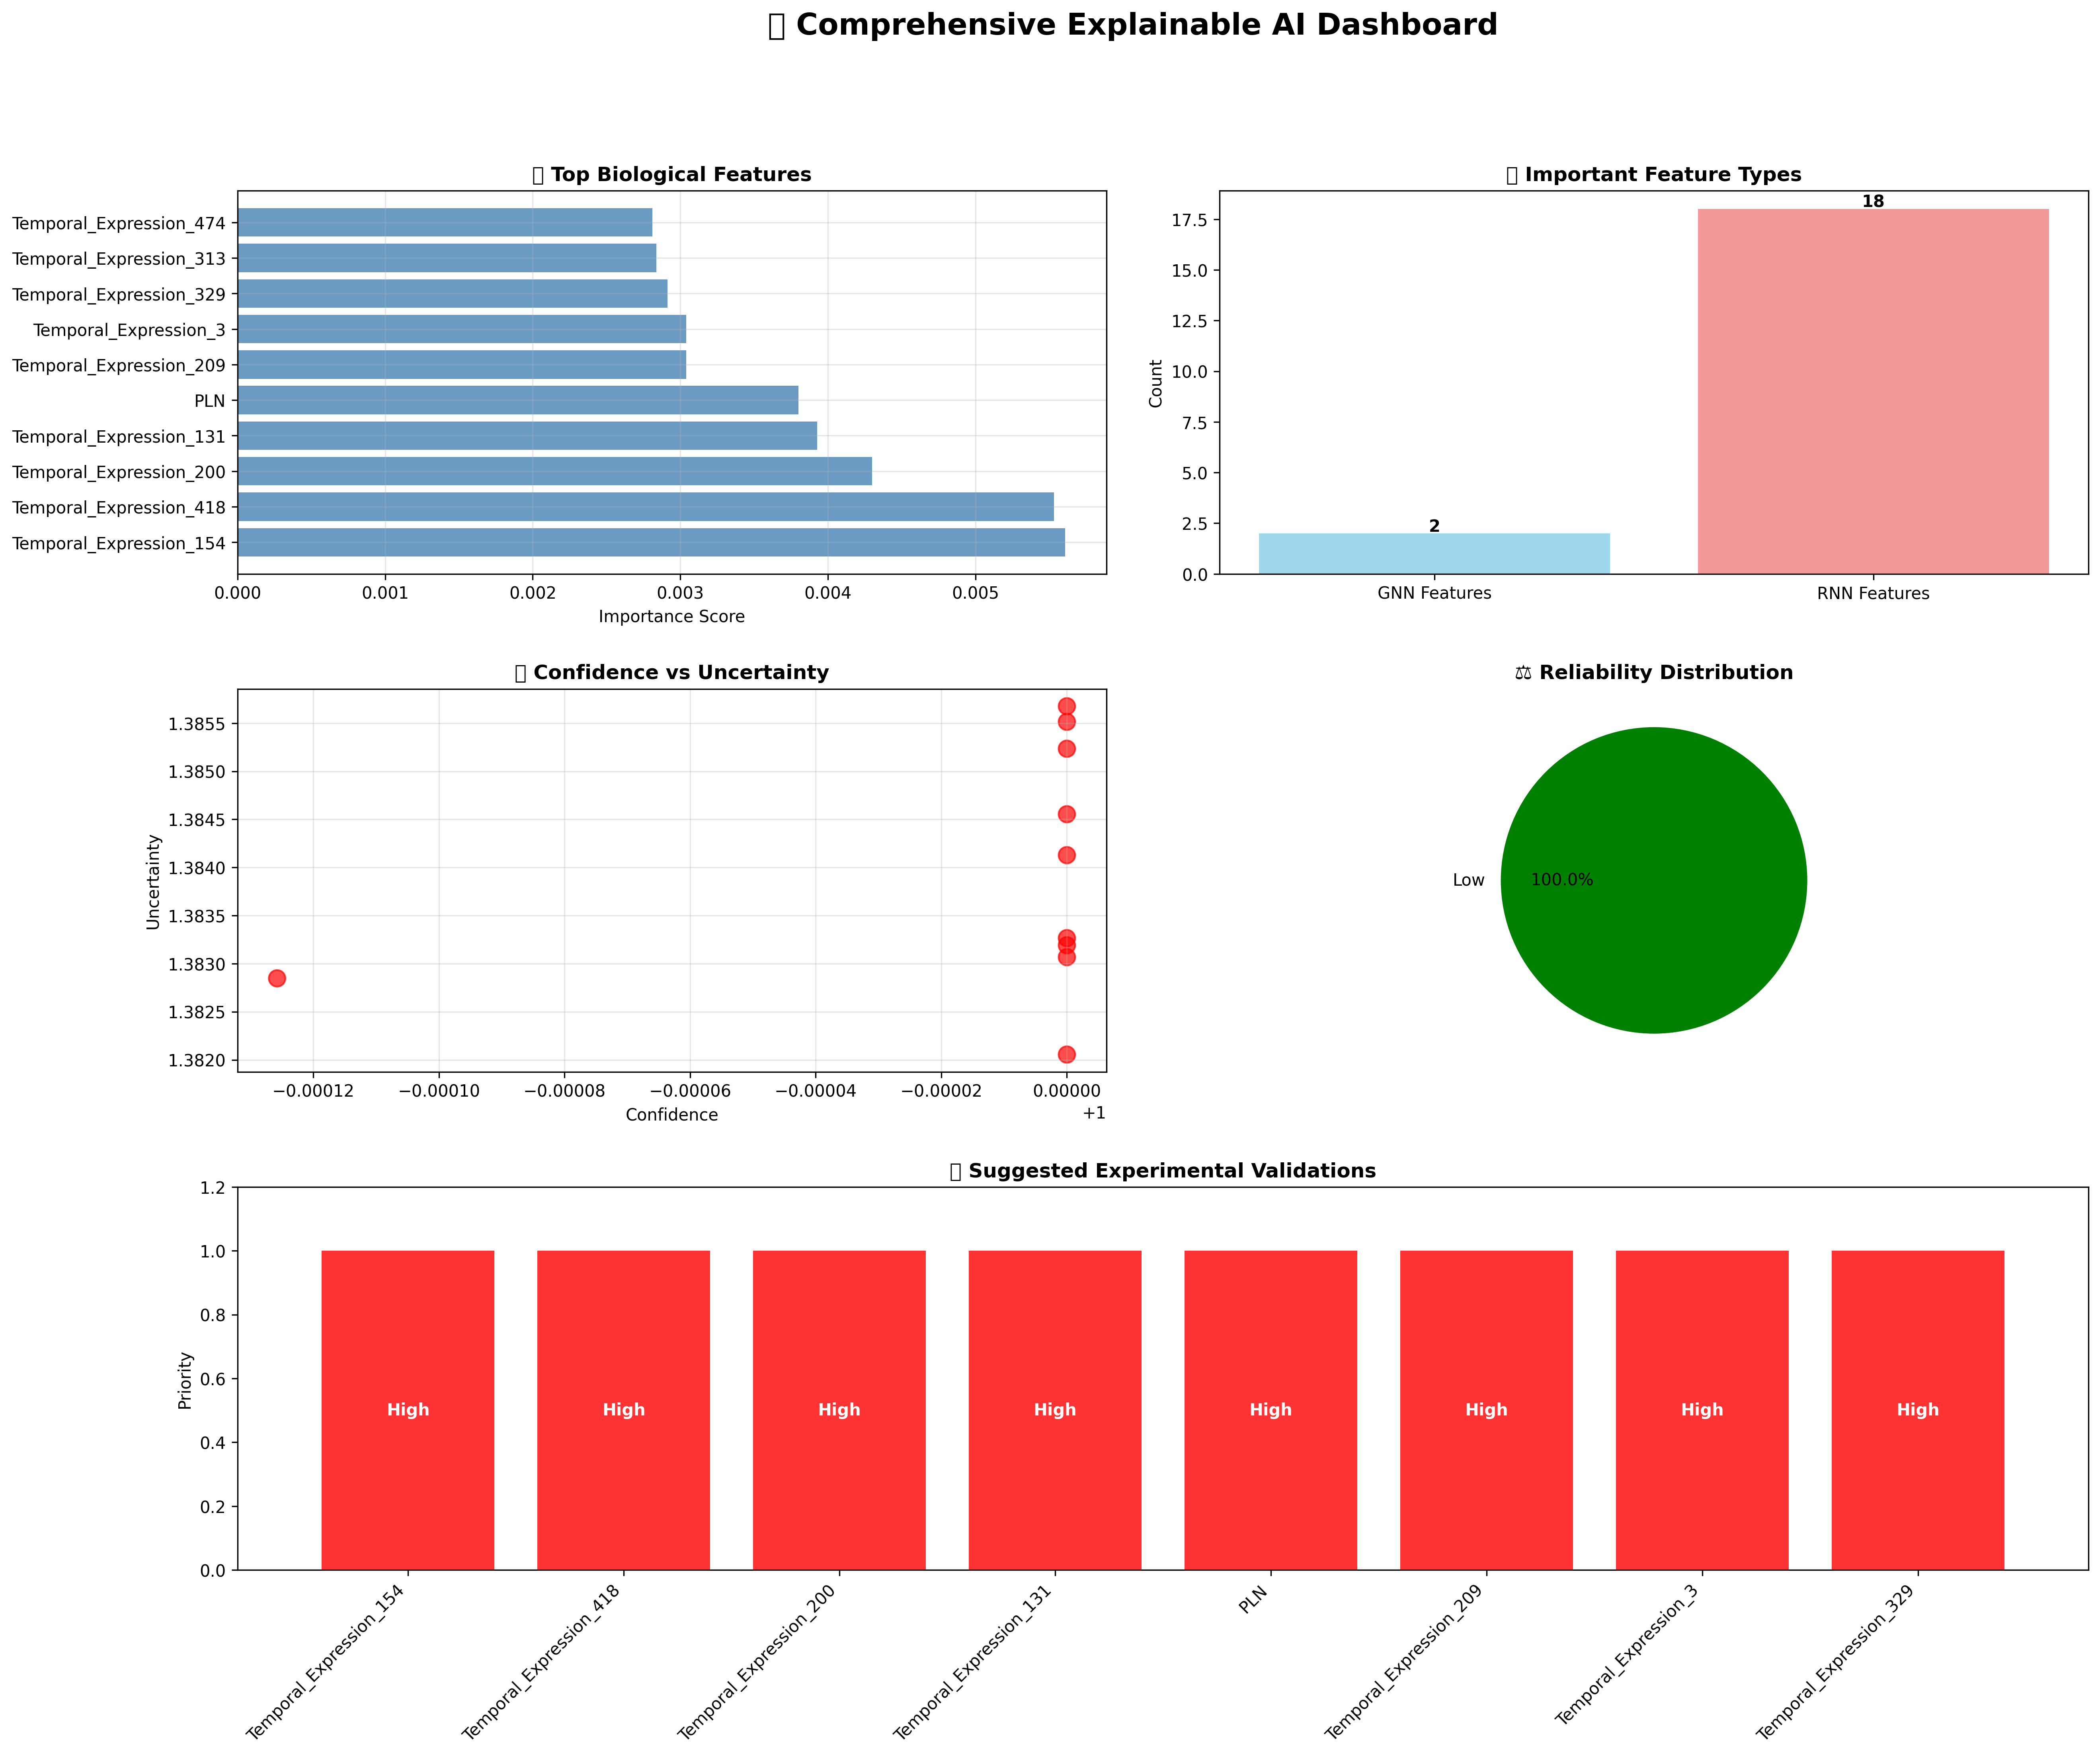 ▯ Comprehensive Explainable AI Dashboard
▯ Top Biological Features
Temporal_Expression_474
Temporal_Expression_313
Temporal_Expression_329
Temporal_Expression_3
Temporal_Expression_209
PLN
Temporal_Expression_131
Temporal_Expression_200
Temporal_Expression_418
Temporal_Expression_154
0.000 0.001 0.002 0.003 0.004 0.005
Importance Score
▯ Important Feature Types
Count
17.5
15.0
12.5
10.0
7.5
5.0
2.5
0.0
2
18
GNN Features RNN Features
▯ Confidence vs Uncertainty
Uncertainty
1.3855
1.3850
1.3845
1.3840
1.3835
1.3830
1.3825
1.3820
−0.00012 −0.00010 −0.00008 −0.00006 −0.00004 −0.00002 0.00000
+1
Confidence
⚖ Reliability Distribution
Low 100.0%
▯ Suggested Experimental Validations
Priority
1.2
1.0
0.8
0.6
0.4
0.2
0.0
High High High High High High High High
Temporal_Expression_154
Temporal_Expression_418
Temporal_Expression_200
Temporal_Expression_131
PLN
Temporal_Expression_209
Temporal_Expression_3
Temporal_Expression_329